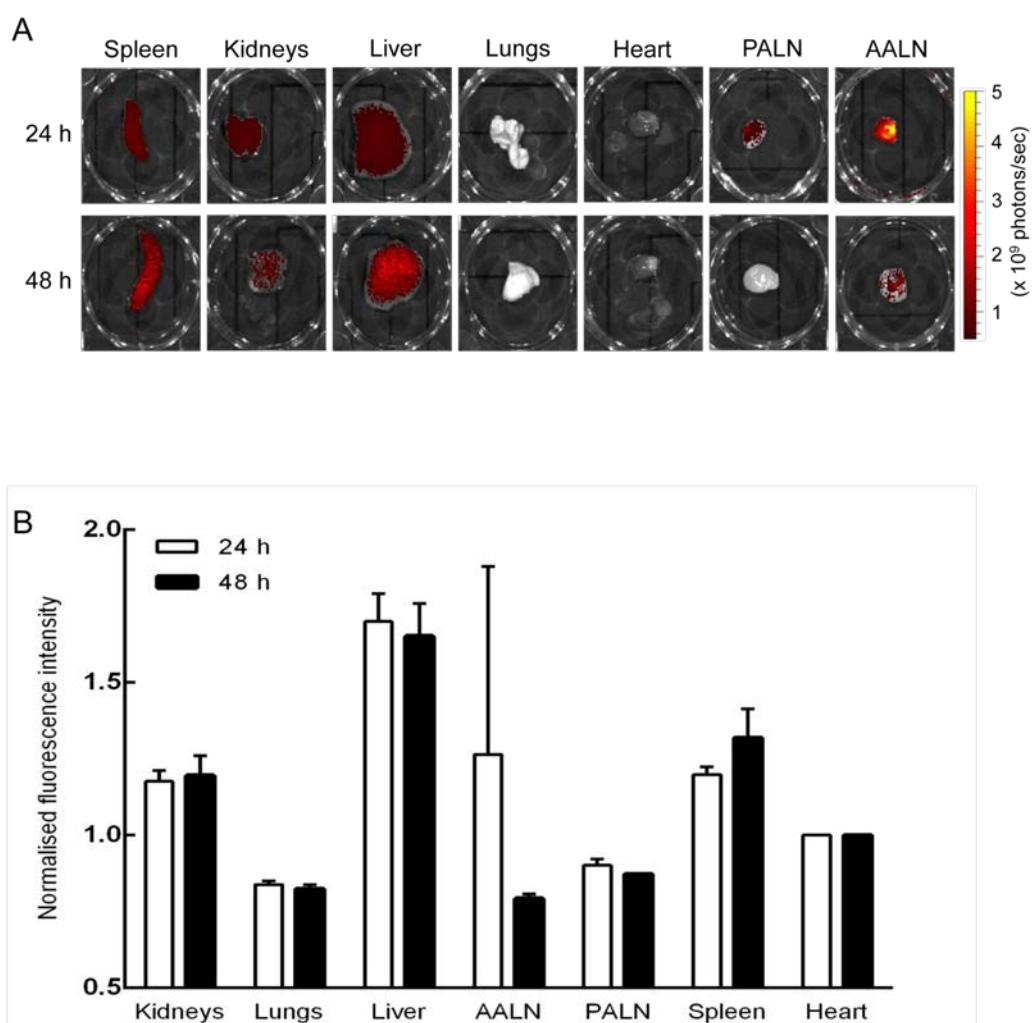 A
Spleen Kidneys Liver Lungs Heart PALN AALN
24 h
48 h
5
4
3
2
1
(x 10⁹ photons/sec)
B
2.0
1.5
1.0
0.5
Normalised fluorescence intensity
24 h
48 h
Kidneys Lungs Liver AALN PALN Spleen Heart